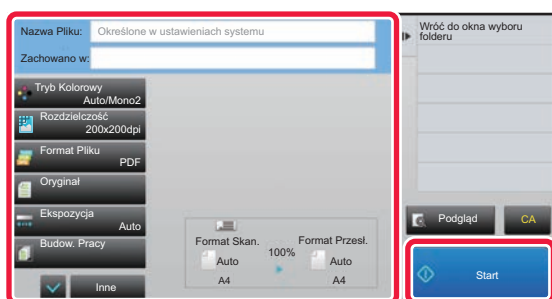 Nazwa Pliku:
Określone w ustawieniach systemu
Zachowano w:
Tryb Kolorowy
Auto/Mono2
Rozdzielczość
200x200dpi
Format Pliku
PDF
Oryginał
Ekspozycja
Auto
Budow. Pracy
Inne
Format Skan.
100%
Format Przesł.
Auto
Auto
A4
A4
Wróć do okna wyboru
folderu
Podgląd
CA
Start